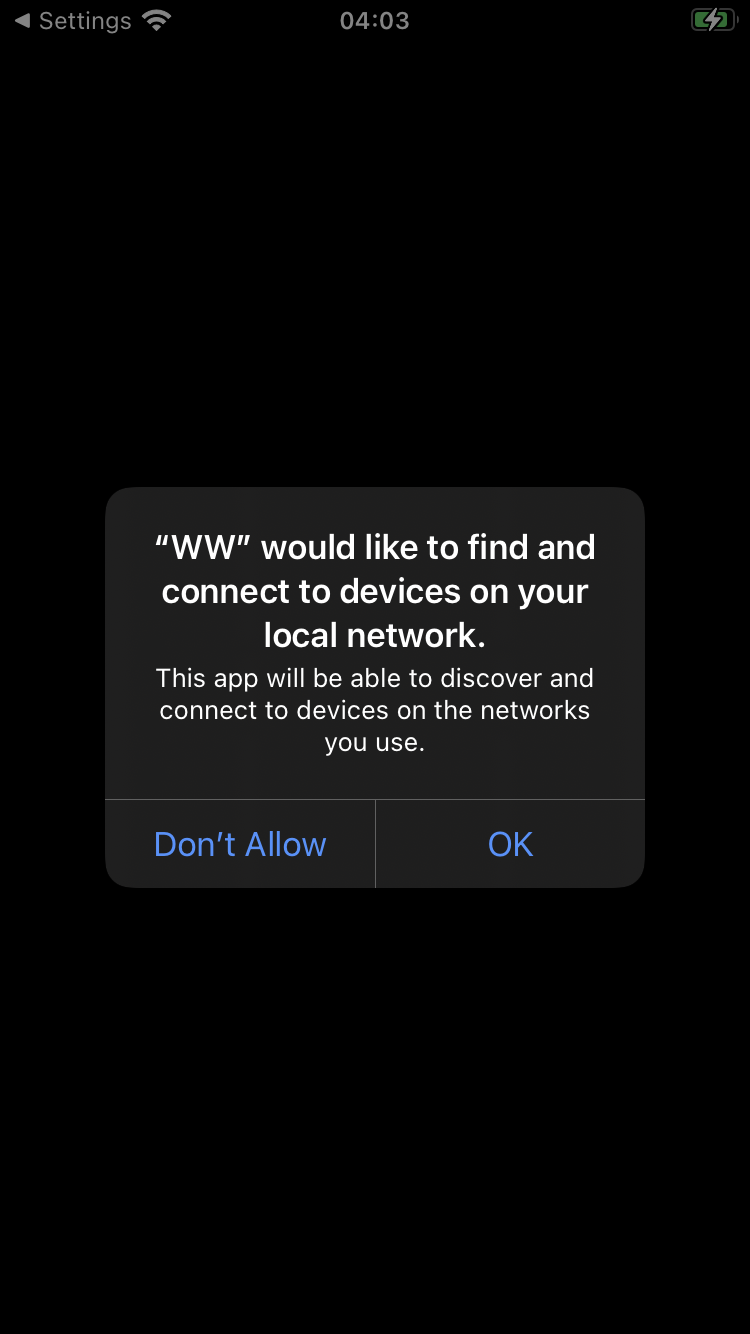 Settings
04:03
“WW” would like to find and
connect to devices on your
local network.
This app will be able to discover and
connect to devices on the networks
you use.
Don’t Allow
OK